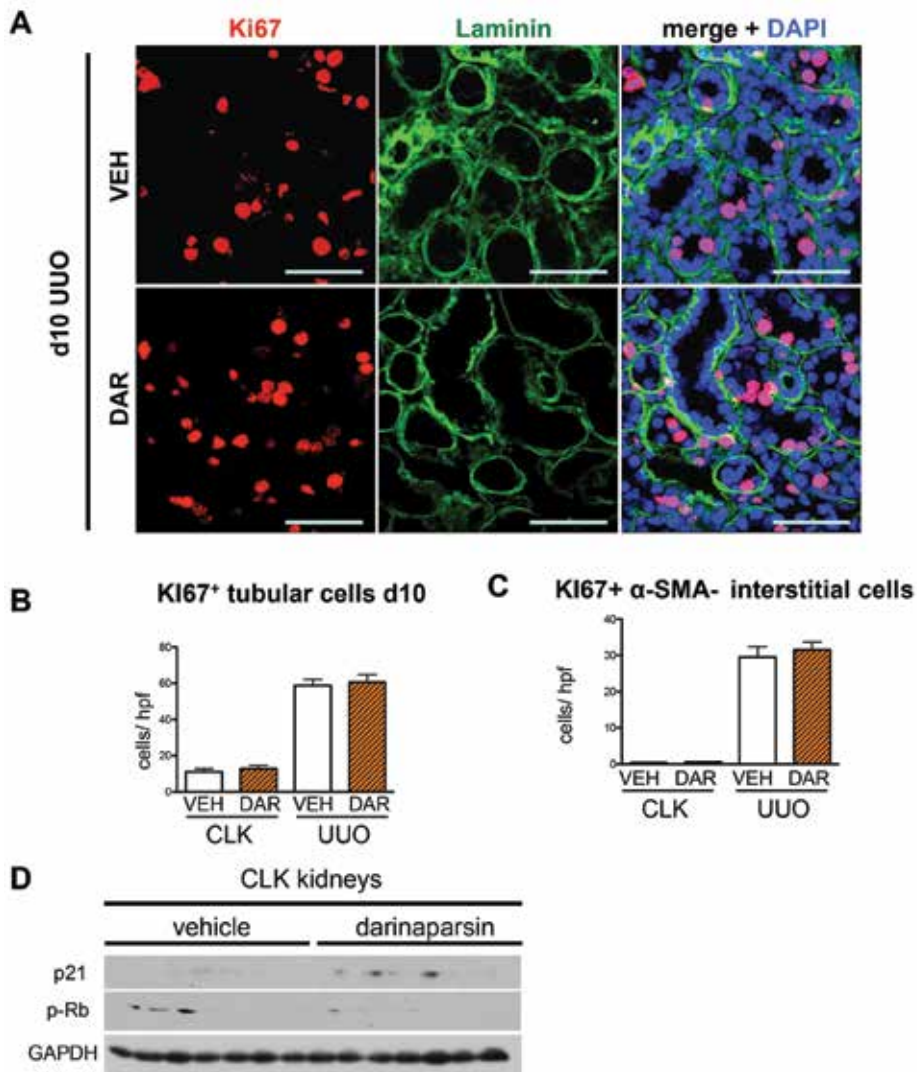 A
Ki67
Laminin
merge + DAPI
d10 UUO
VEH
DAR
B
KI67⁺ tubular cells d10
cells/ hpf
80
60
40
20
0
VEH DAR VEH DAR
CLK UUO
C
KI67+ α-SMA- interstitial cells
cells/ hpf
40
30
20
10
0
VEH DAR VEH DAR
CLK UUO
D
CLK kidneys
vehicle darinaparsin
p21
p-Rb
GAPDH